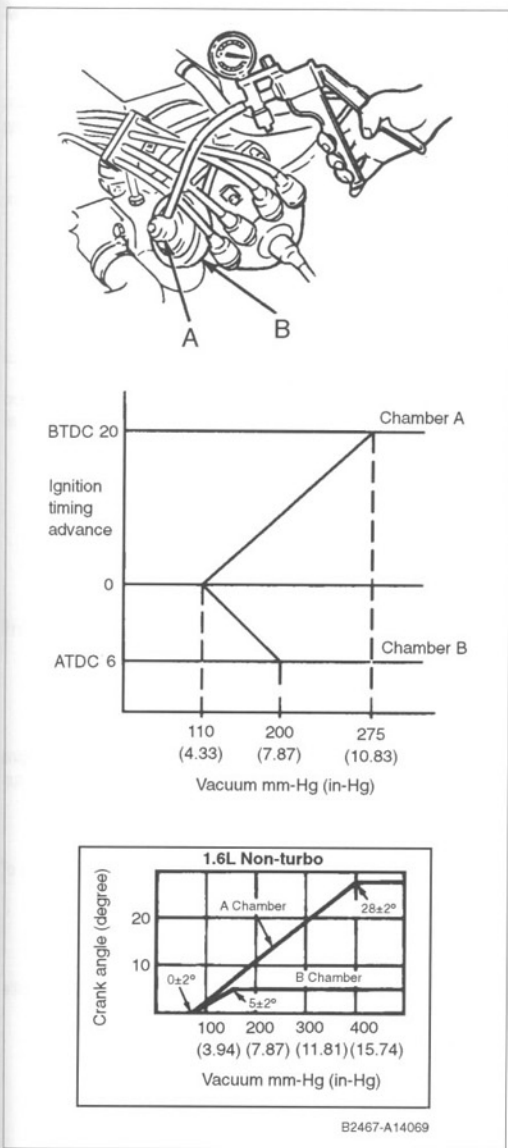 A
B
BTDC 20
Chamber A
Ignition
timing
advance
0
ATDC 6
Chamber B
110
(4.33)
200
(7.87)
275
(10.83)
Vacuum mm-Hg (in-Hg)
1.6L Non-turbo
Crank angle (degree)
20
10
A Chamber
28±2°
B Chamber
0±2°
5±2°
100 200 300 400
(3.94) (7.87) (11.81) (15.74)
Vacuum mm-Hg (in-Hg)
B2467-A14069